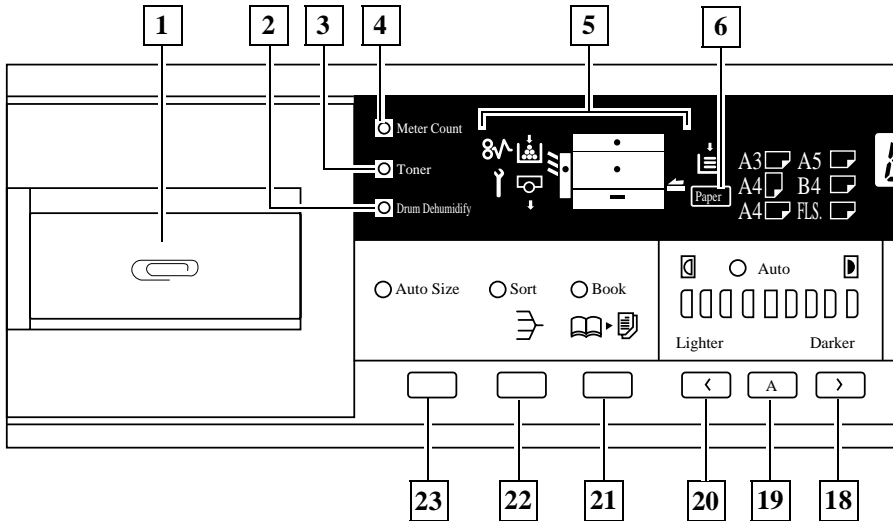 1 2 3 4 5 6
Meter Count
Toner
Drum Dehumidify
Paper
A3 A5
A4 B4
A4 FLS.
Auto Size Sort Book
Auto
Lighter Darker
A
23 22 21 20 19 18